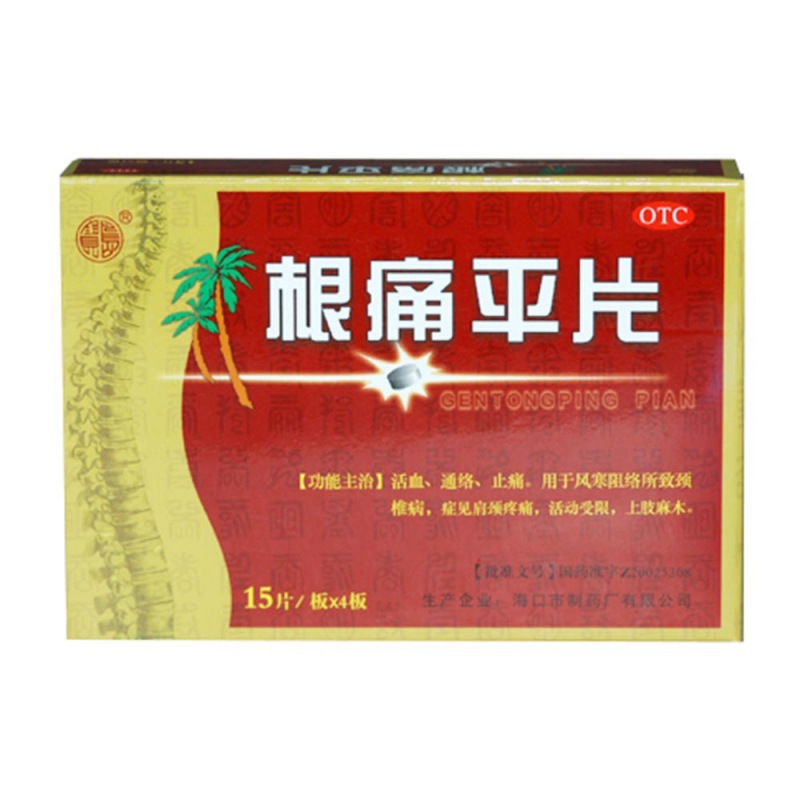 根痛平片
OTC
®
根痛平片
GENTONGPING PIAN
【功能主治】活血、通络、止痛。用于风寒阻络所致颈
椎病，症见肩颈疼痛，活动受限，上肢麻木。
【批准文号】国药准字Z20025308
15片/板x4板
生产企业：海口市制药厂有限公司